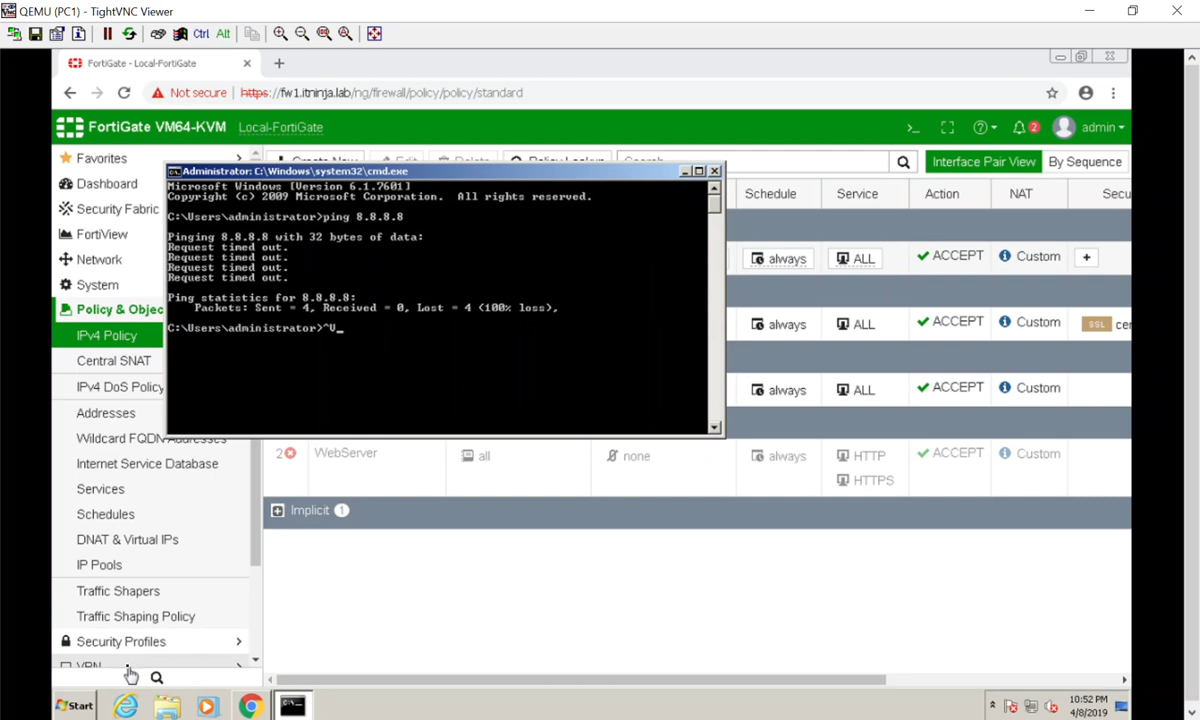 QEMU (PC1) - TightVNC Viewer
Ctrl Alt
FortiGate - Local-FortiGate
Not secure | https://fw1.itninja.lab/ng/firewall/policy/policy/standard
FortiGate VM64-KVM Local-FortiGate
>_ 2 admin
Favorites
Dashboard
Security Fabric
FortiView
Network
System
Policy & Objec
IPv4 Policy
Central SNAT
IPv4 DoS Policy
Addresses
Wildcard FQDN Addresses
Internet Service Database
Services
Schedules
DNAT & Virtual IPs
IP Pools
Traffic Shapers
Traffic Shaping Policy
Security Profiles
VPN
Create New Edit Delete Policy Lookup Search
Interface Pair View By Sequence
Administrator: C:\Windows\system32\cmd.exe
Microsoft Windows [Version 6.1.7601]
Copyright (c) 2009 Microsoft Corporation. All rights reserved.
C:\Users\administrator>ping 8.8.8.8
Pinging 8.8.8.8 with 32 bytes of data:
Request timed out.
Request timed out.
Request timed out.
Request timed out.
Ping statistics for 8.8.8.8:
Packets: Sent = 4, Received = 0, Lost = 4 (100% loss),
C:\Users\administrator>^V_
Schedule Service Action NAT Secu
always ALL ACCEPT Custom
always ALL ACCEPT Custom SSL cer
always ALL ACCEPT Custom
2 WebServer all none always HTTP ACCEPT Custom
HTTPS
Implicit 1
Start
10:52 PM
4/8/2019